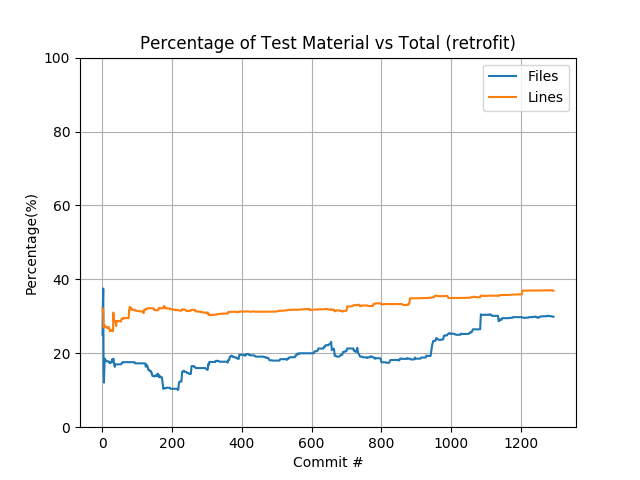 Percentage of Test Material vs Total (retrofit)
Files
Lines
100
80
60
40
20
0
Percentage(%)
0 200 400 600 800 1000 1200
Commit #